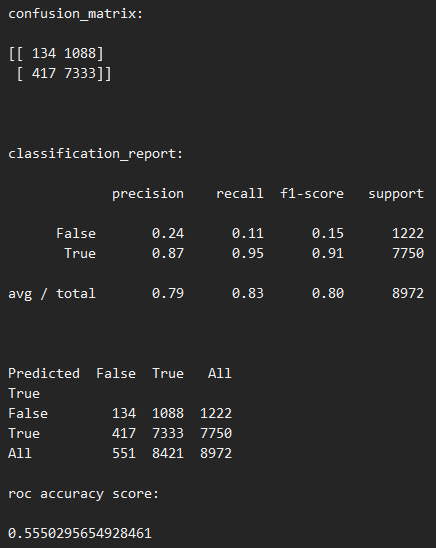 confusion_matrix:
[[ 134 1088]
[ 417 7333]]
classification_report:
precision recall f1-score support
False 0.24 0.11 0.15 1222
True 0.87 0.95 0.91 7750
avg / total 0.79 0.83 0.80 8972
Predicted False True All
True
False 134 1088 1222
True 417 7333 7750
All 551 8421 8972
roc accuracy score:
0.5550295654928461